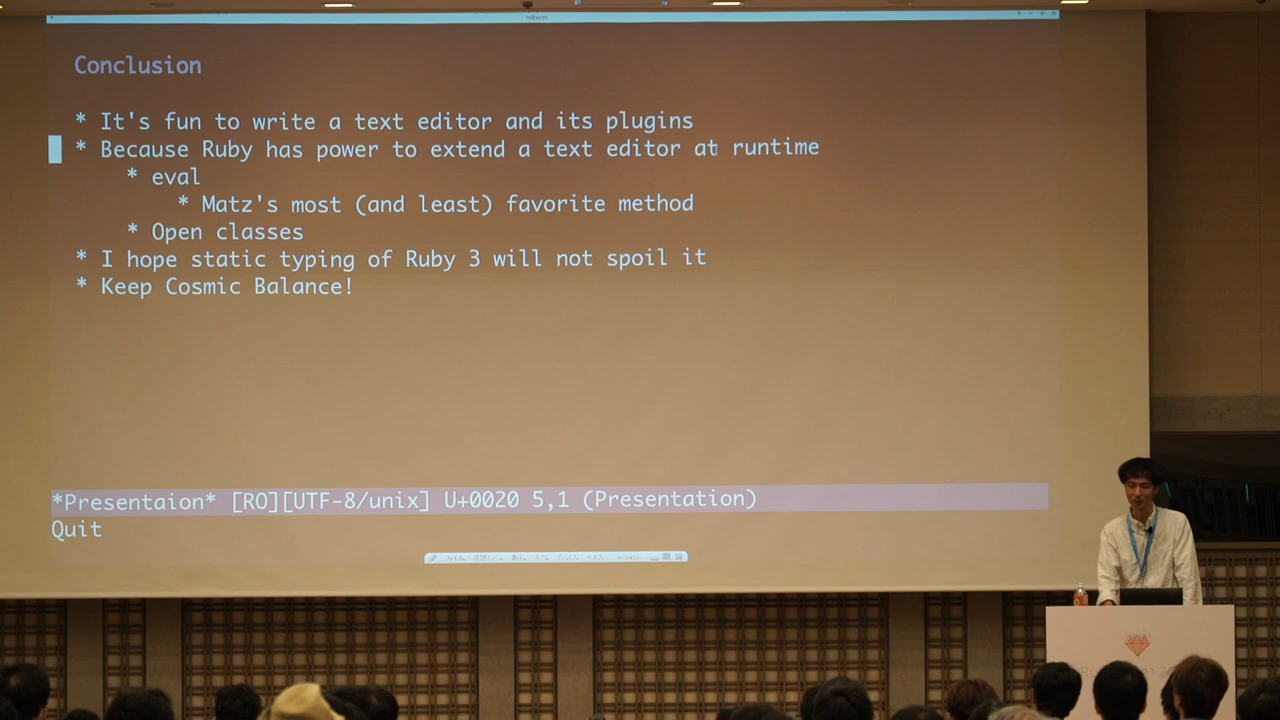 mlterm
Conclusion
* It's fun to write a text editor and its plugins
* Because Ruby has power to extend a text editor at runtime
* eval
* Matz's most (and least) favorite method
* Open classes
* I hope static typing of Ruby 3 will not spoil it
* Keep Cosmic Balance!
*Presentaion* [RO][UTF-8/unix] U+0020 5,1 (Presentation)
Quit